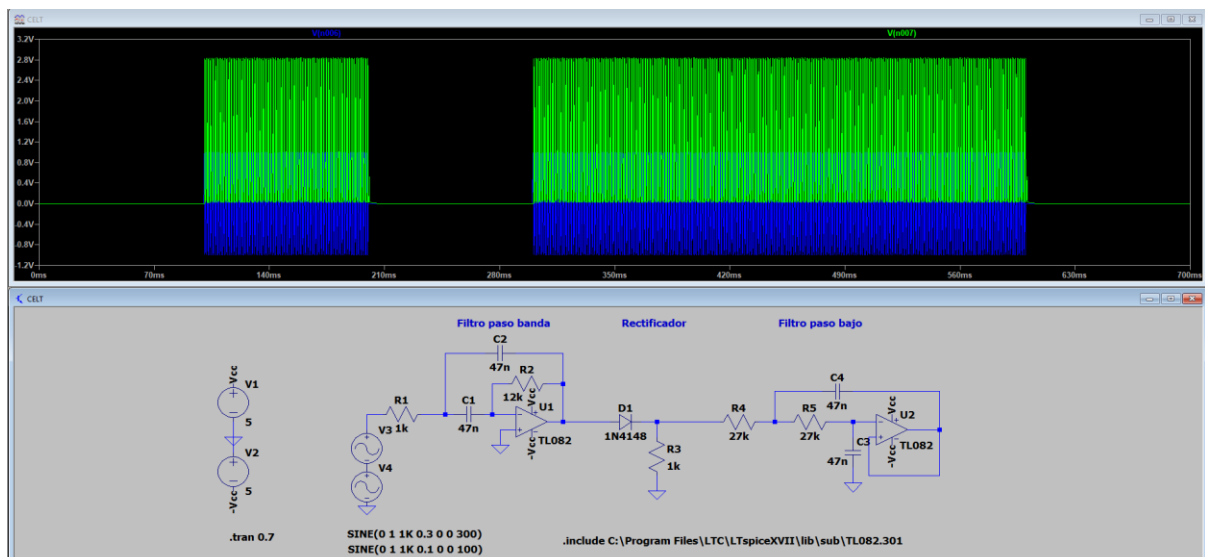 CELT
V(n006) V(n007)
3.2V
2.8V
2.4V
2.0V
1.6V
1.2V
0.8V
0.4V
0.0V
-0.4V
-0.8V
-1.2V
0ms 70ms 140ms 210ms 280ms 350ms 420ms 490ms 560ms 630ms 700ms
CELT
Filtro paso banda Rectificador Filtro paso bajo
C2
47n
R2
12k
C1
47n
R1
1k
Vcc
U1
TL082
-Vcc
D1
1N4148
R3
1k
R4
27k
R5
27k
C4
47n
C3
47n
Vcc
U2
TL082
-Vcc
Vcc
V1
5
V2
5
-Vcc
V3
V4
.tran 0.7
SINE(0 1 1K 0.3 0 0 300)
SINE(0 1 1K 0.1 0 0 100)
.include C:\Program Files\LTC\LTspiceXVII\lib\sub\TL082.301